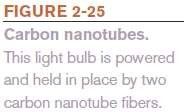 FIGURE 2-25
Carbon nanotubes.
This light bulb is powered
and held in place by two
carbon nanotube fibers.